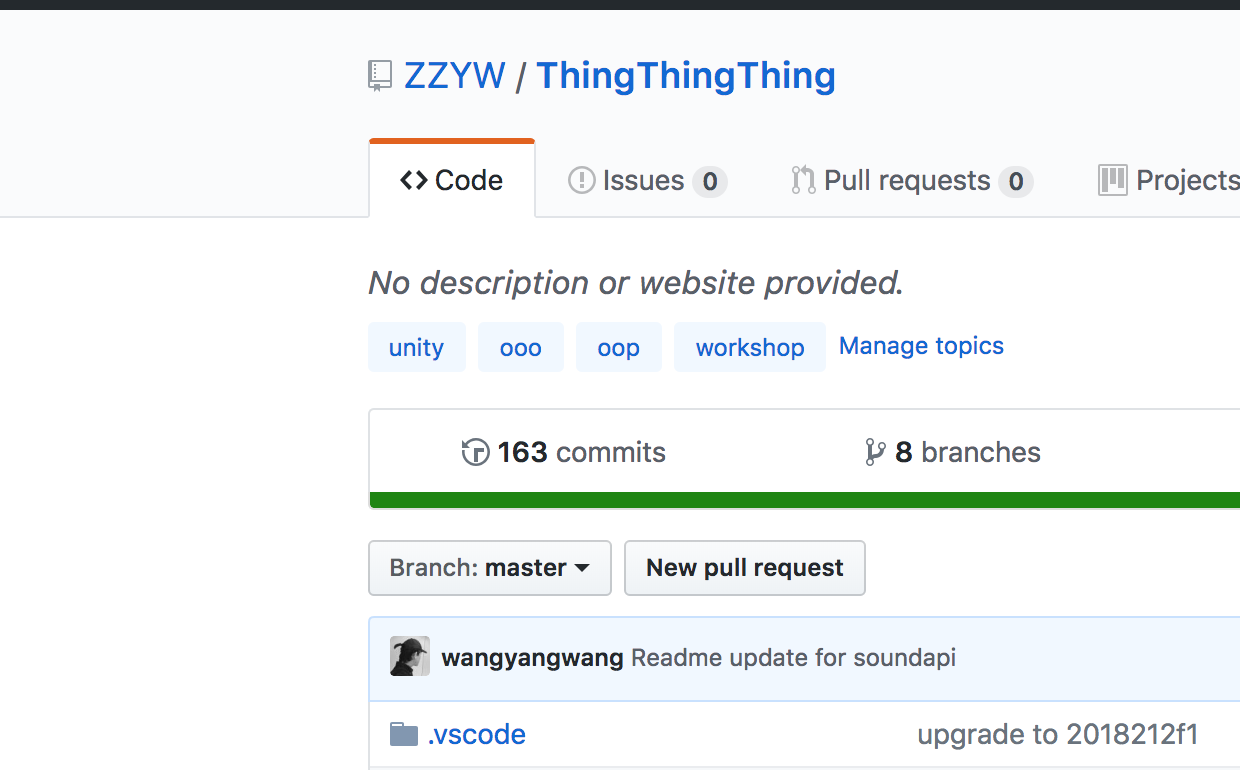 ZZYW / ThingThingThing
Code Issues 0 Pull requests 0 Projects
No description or website provided.
unity ooo oop workshop Manage topics
163 commits 8 branches
Branch: master New pull request
wangyangwang Readme update for soundapi
.vscode upgrade to 2018212f1